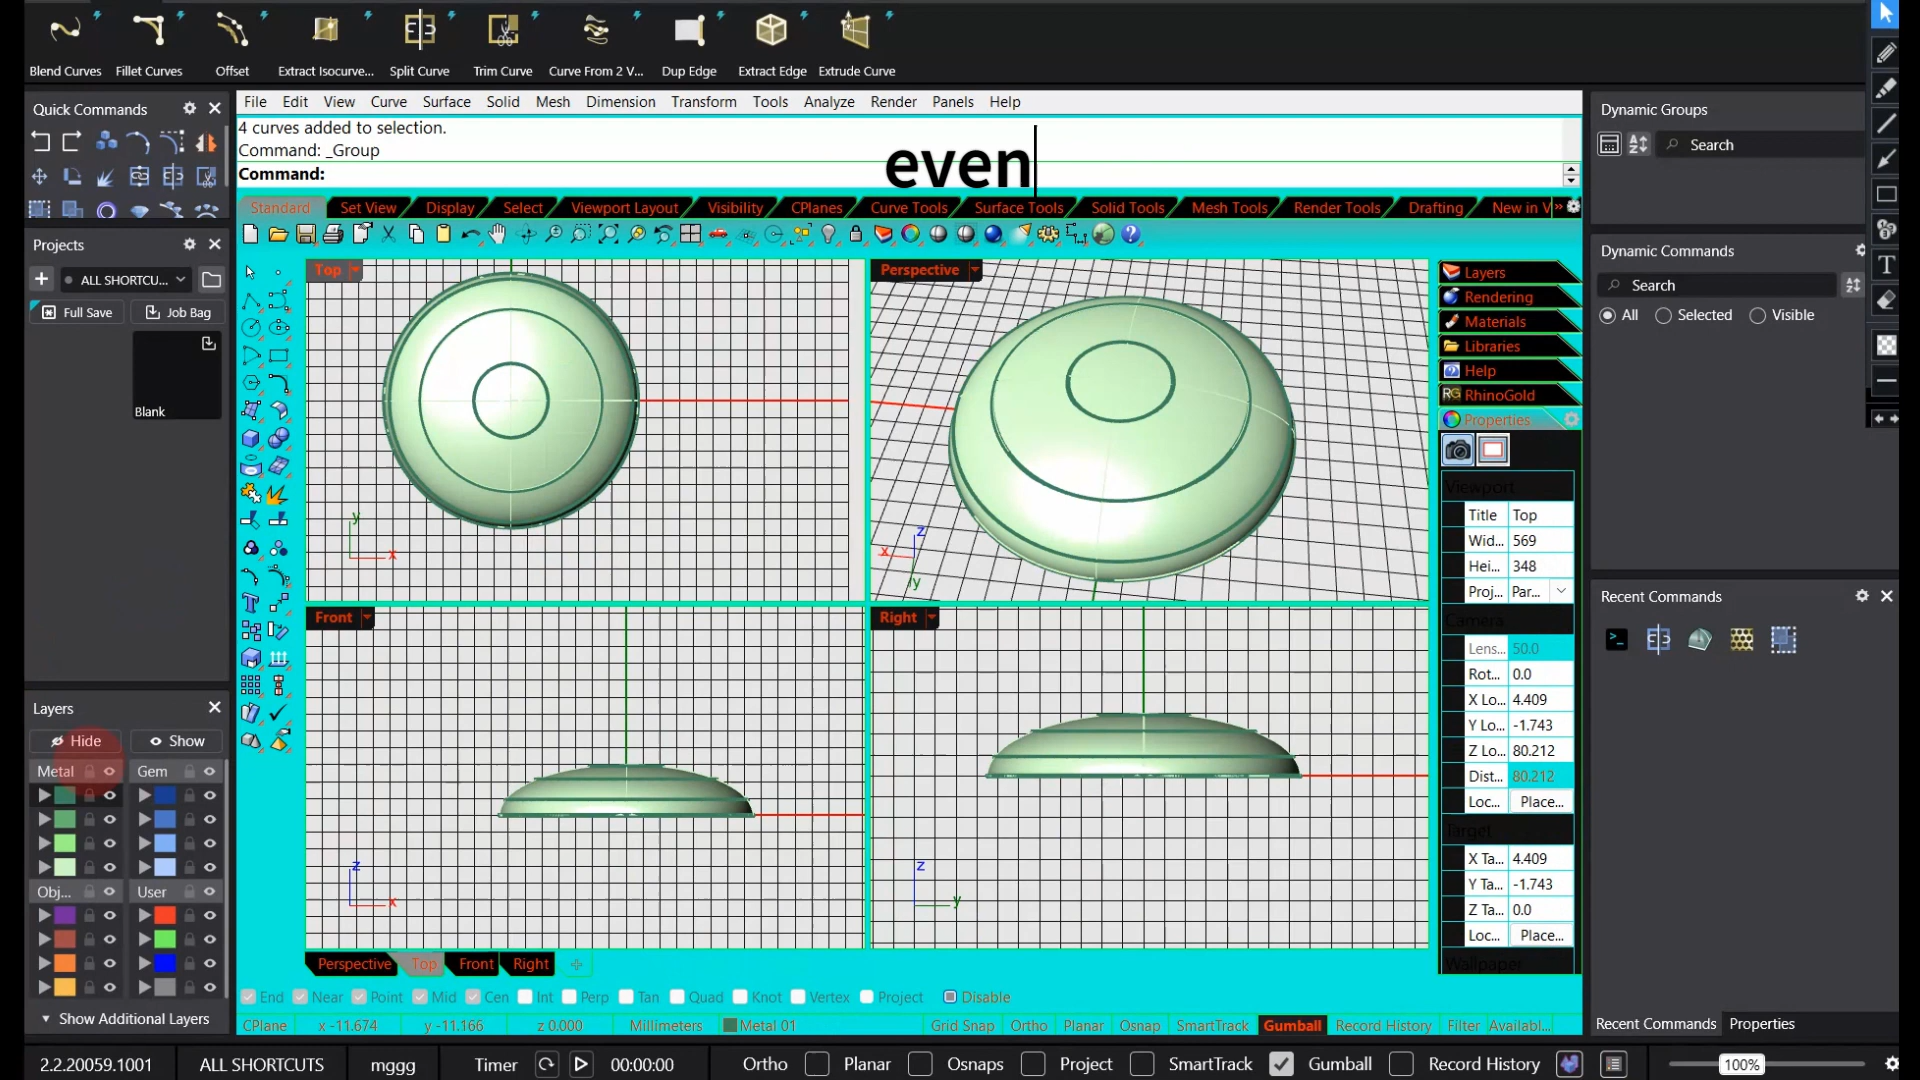 Blend Curves
Fillet Curves
Offset
Extract Isocurve...
Split Curve
Trim Curve
Curve From 2 V...
Dup Edge
Extract Edge
Extrude Curve
Quick Commands
File Edit View Curve Surface Solid Mesh Dimension Transform Tools Analyze Render Panels Help
4 curves added to selection.
Command: _Group
Command:
even
Standard Set View Display Select Viewport Layout Visibility CPlanes Curve Tools Surface Tools Solid Tools Mesh Tools Render Tools Drafting New in V
Projects
ALL SHORTCU...
Full Save
Job Bag
Blank
Top
Perspective
Front
Right
y
x
z
x
y
z
x
z
y
Layers
Rendering
Materials
Libraries
Help
RhinoGold
Properties
Viewport
Title Top
Wid... 569
Hei... 348
Proj... Par...
Camera
Lens... 50.0
Rot... 0.0
X Lo... 4.409
Y Lo... -1.743
Z Lo... 80.212
Dist... 80.212
Loc... Place...
Target
X Ta... 4.409
Y Ta... -1.743
Z Ta... 0.0
Loc... Place...
Wallpaper
Dynamic Groups
Search
Dynamic Commands
Search
All Selected Visible
Recent Commands
Recent Commands Properties
Layers
Hide Show
Metal Gem
Obj... User
Show Additional Layers
Perspective Top Front Right
End Near Point Mid Cen Int Perp Tan Quad Knot Vertex Project Disable
CPlane x -11.674 y -11.166 z 0.000 Millimeters Metal 01 Grid Snap Ortho Planar Osnap SmartTrack Gumball Record History Filter Availabl...
2.2.20059.1001 ALL SHORTCUTS mggg Timer 00:00:00 Ortho Planar Osnaps Project SmartTrack Gumball Record History 100%